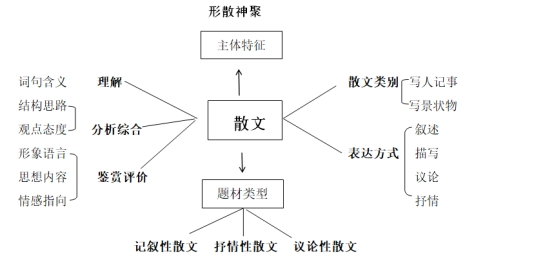 形散神聚
主体特征
词句含义 理解 散文类别 写人记事
结构思路 写景状物
观点态度 分析综合 散文 叙述
形象语言 表达方式 描写
思想内容 鉴赏评价 题材类型 议论
情感指向 抒情
记叙性散文 抒情性散文 议论性散文